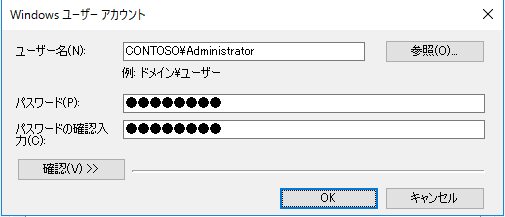 Windows ユーザー アカウント
ユーザー名(N):
CONTOSO¥Administrator
参照(O)...
例: ドメイン¥ユーザー
パスワード(P):
●●●●●●●●
パスワードの確認入
力(C):
●●●●●●●●
確認(V) >>
OK
キャンセル